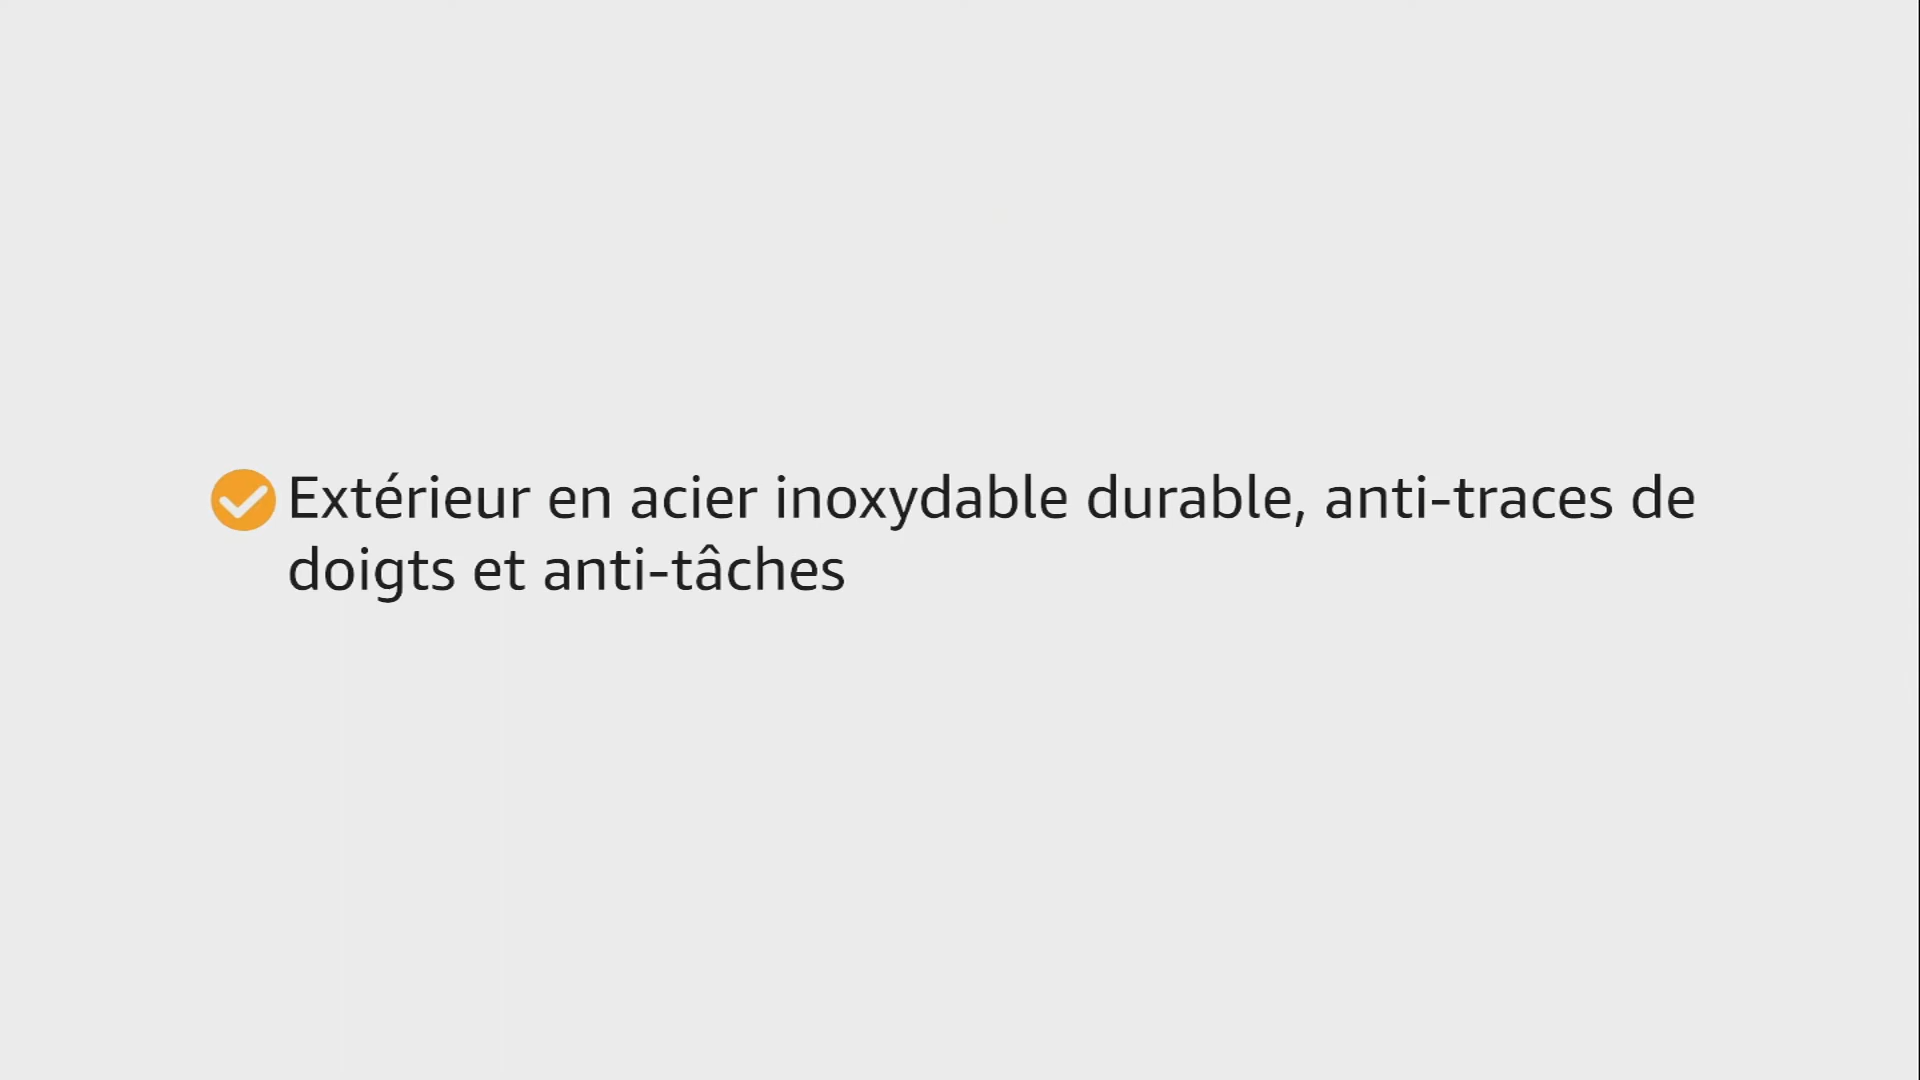 Extérieur en acier inoxydable durable, anti-traces de
doigts et anti-tâches